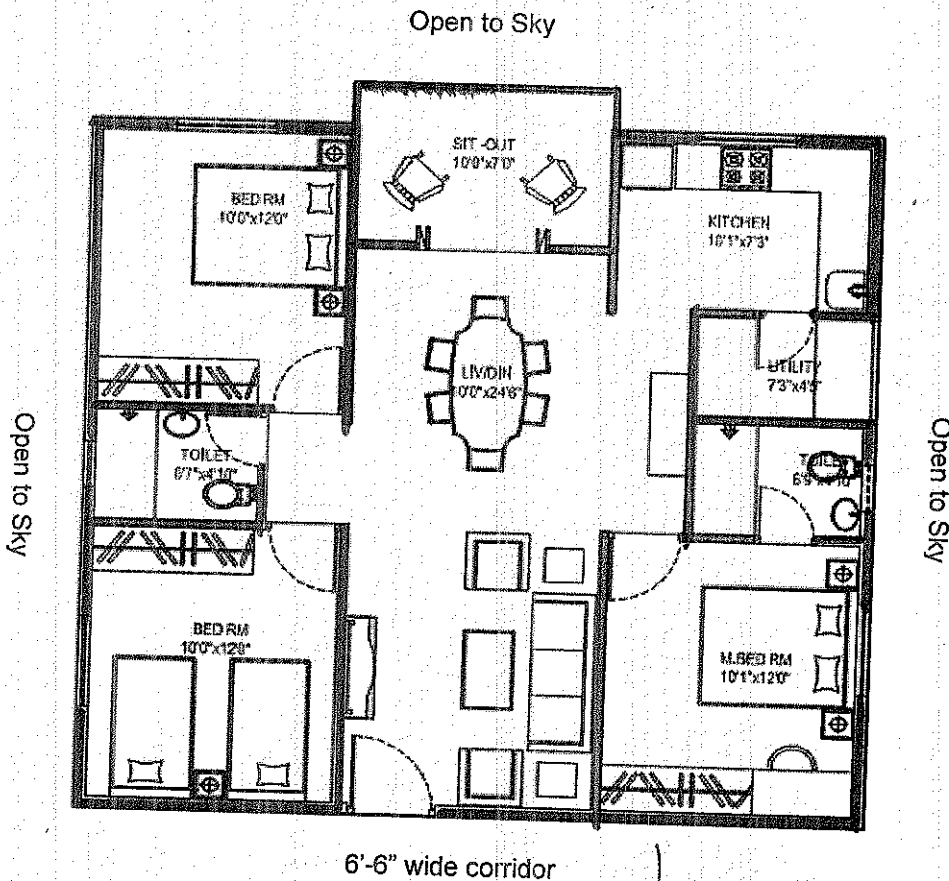 Open to Sky
SIT-OUT
10'0"x7'0"
BED RM
10'0"x12'0"
KITCHEN
10'1"x7'3"
LIV/DIN
10'0"x24'6"
UTILITY
7'3"x4'5"
TOILET
TOILET
Open to Sky
Open to Sky
BED RM
10'0"x12'0"
M.BED RM
10'1"x12'0"
6'-6" wide corridor